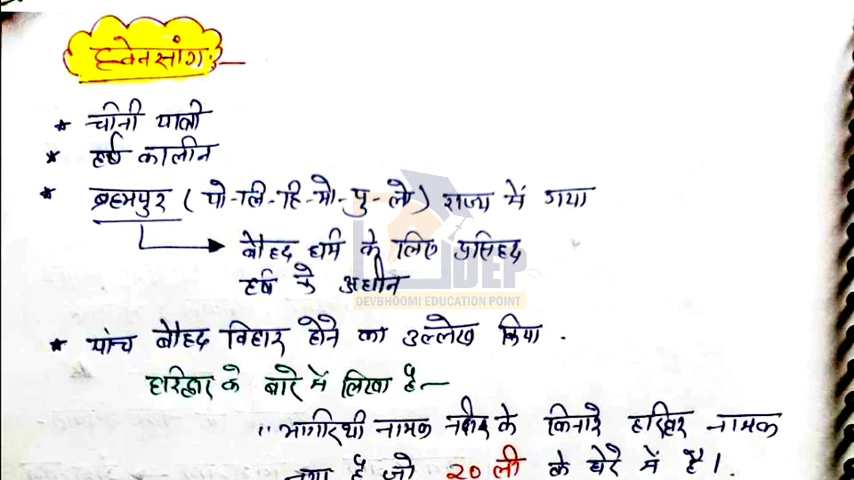 ह्वेनसांग:—
* चीनी यात्री
* हर्ष कालीन
* ब्रह्मपुर (पो-लि-हि-मो-पु-लो) राज्य में गया
बौद्ध धर्म के लिए प्रसिद्ध
हर्ष के अधीन
DEP
DEVBHOOMI EDUCATION POINT
* पांच बौद्ध विहार होने का उल्लेख किया .
हरिद्वार के बारे में लिखा है—
"भागीरथी नामक नदी के किनारे हरिद्वार नामक
नगर है जो 20 ली के घेरे में है।